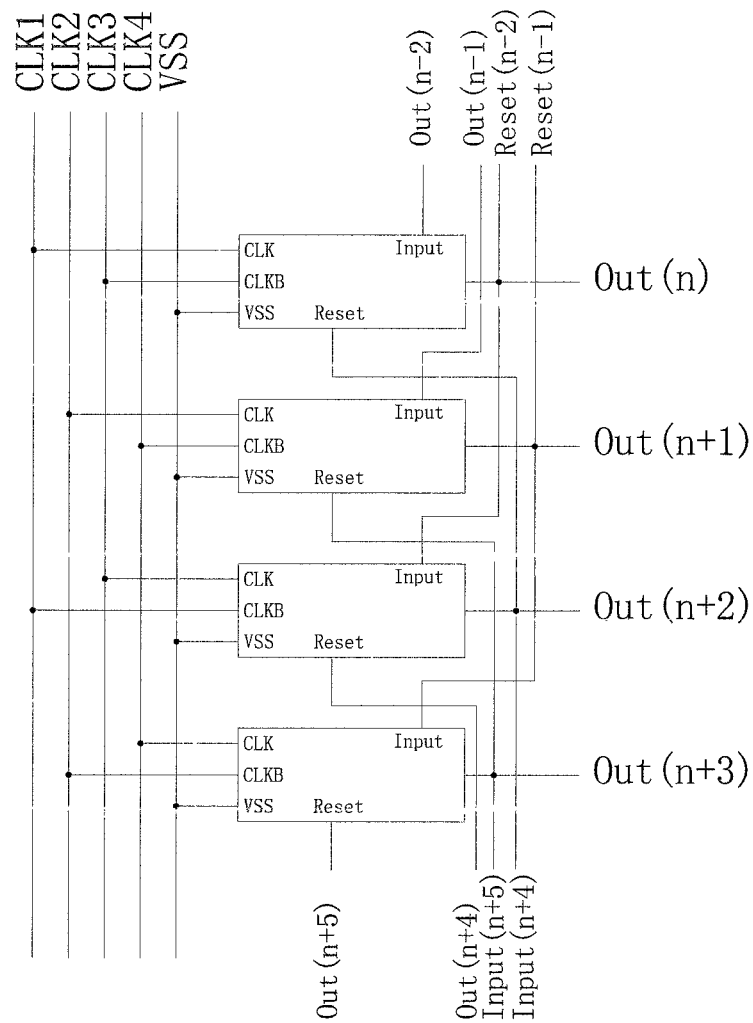 CLK1
CLK2
CLK3
CLK4
VSS
Out(n-2)
Out(n-1)
Reset(n-2)
Reset(n-1)
CLK
Input
CLKB
VSS
Reset
Out(n)
CLK
Input
CLKB
VSS
Reset
Out(n+1)
CLK
Input
CLKB
VSS
Reset
Out(n+2)
CLK
Input
CLKB
VSS
Reset
Out(n+3)
Out(n+5)
Out(n+4)
Input(n+5)
Input(n+4)